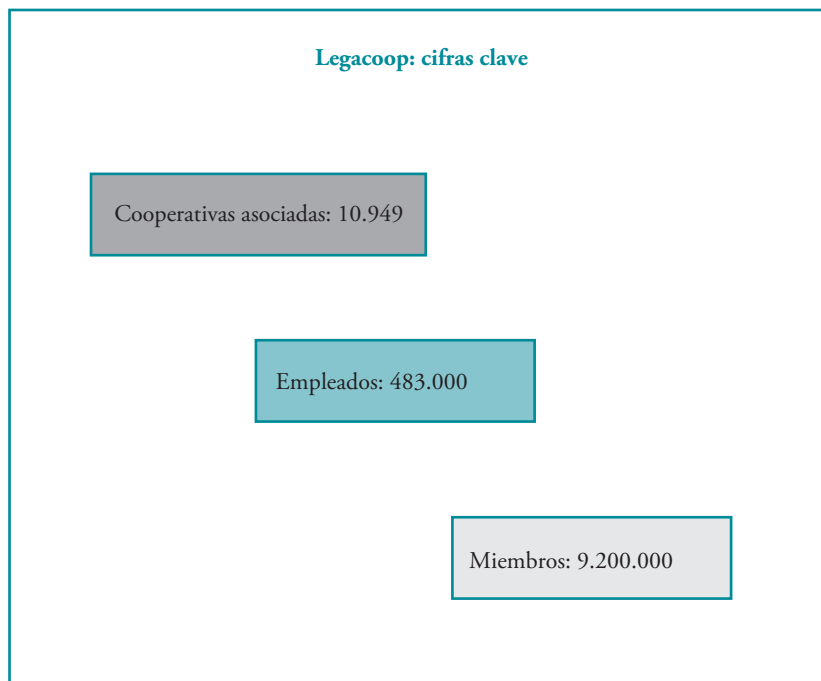 Legacoop: cifras clave
Cooperativas asociadas: 10.949
Empleados: 483.000
Miembros: 9.200.000